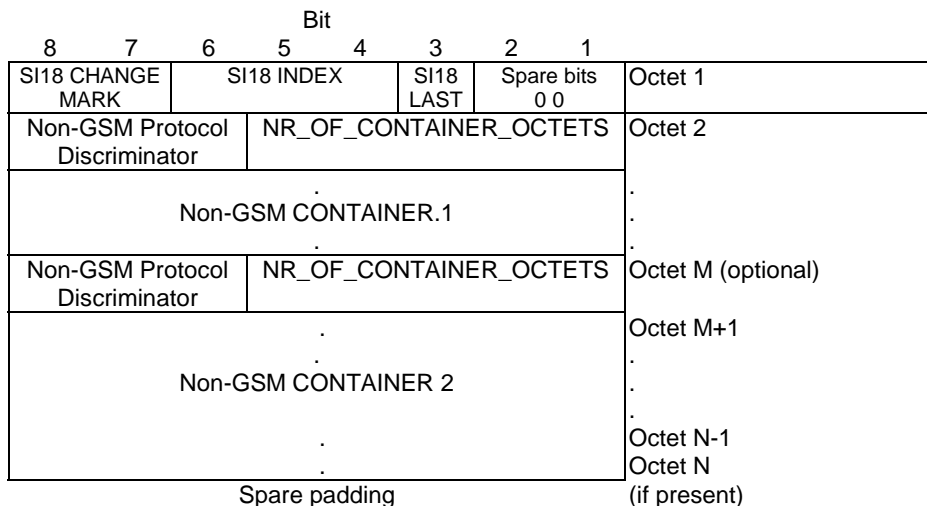 Bit
8 7 6 5 4 3 2 1
SI18 CHANGE MARK SI18 INDEX SI18 LAST Spare bits 0 0 Octet 1
Non-GSM Protocol Discriminator NR_OF_CONTAINER_OCTETS Octet 2
. .
Non-GSM CONTAINER.1 .
. .
Non-GSM Protocol Discriminator NR_OF_CONTAINER_OCTETS Octet M (optional)
. Octet M+1
. .
Non-GSM CONTAINER 2 .
.
. Octet N-1
. Octet N
Spare padding (if present)